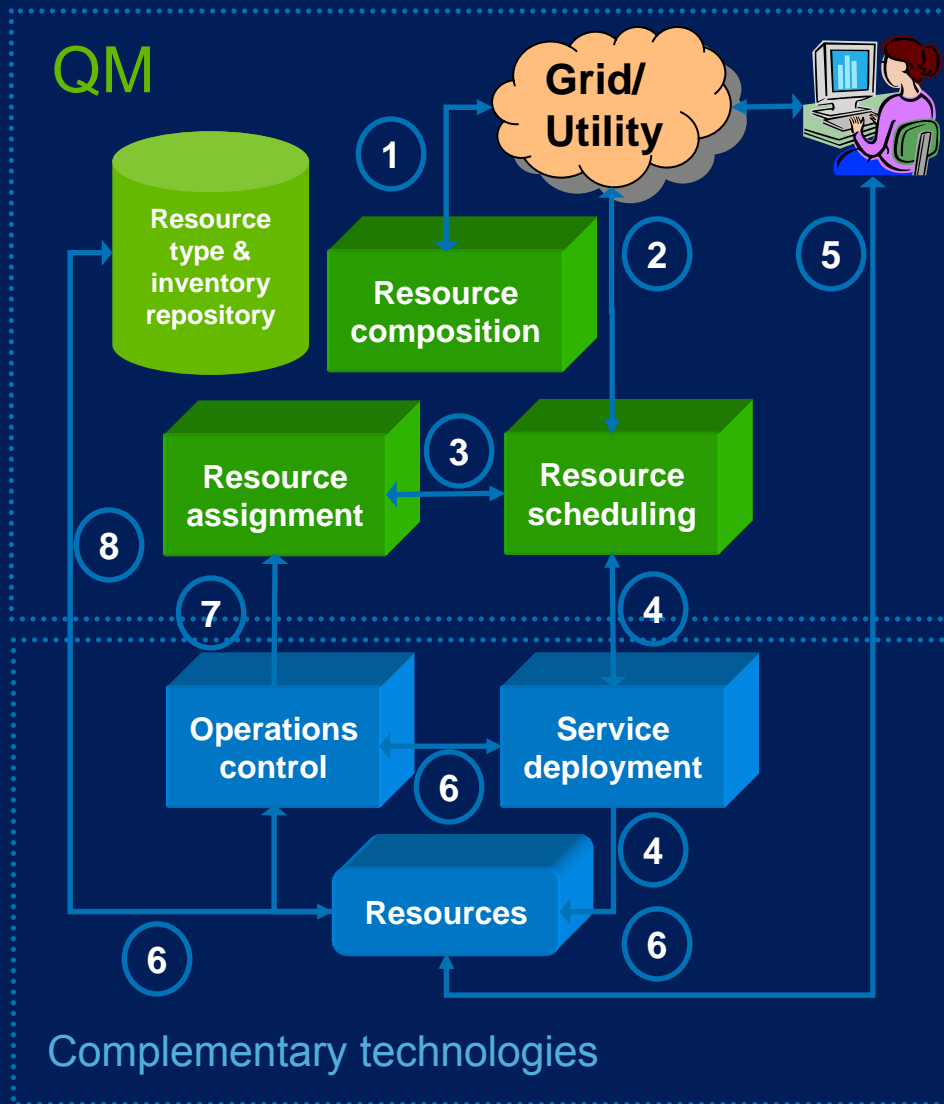 QM
Grid/
Utility
1
Resource
type &
inventory
repository
2
5
Resource
composition
3
Resource
assignment
Resource
scheduling
8
7
4
Operations
control
Service
deployment
6
4
Resources
6
6
Complementary technologies